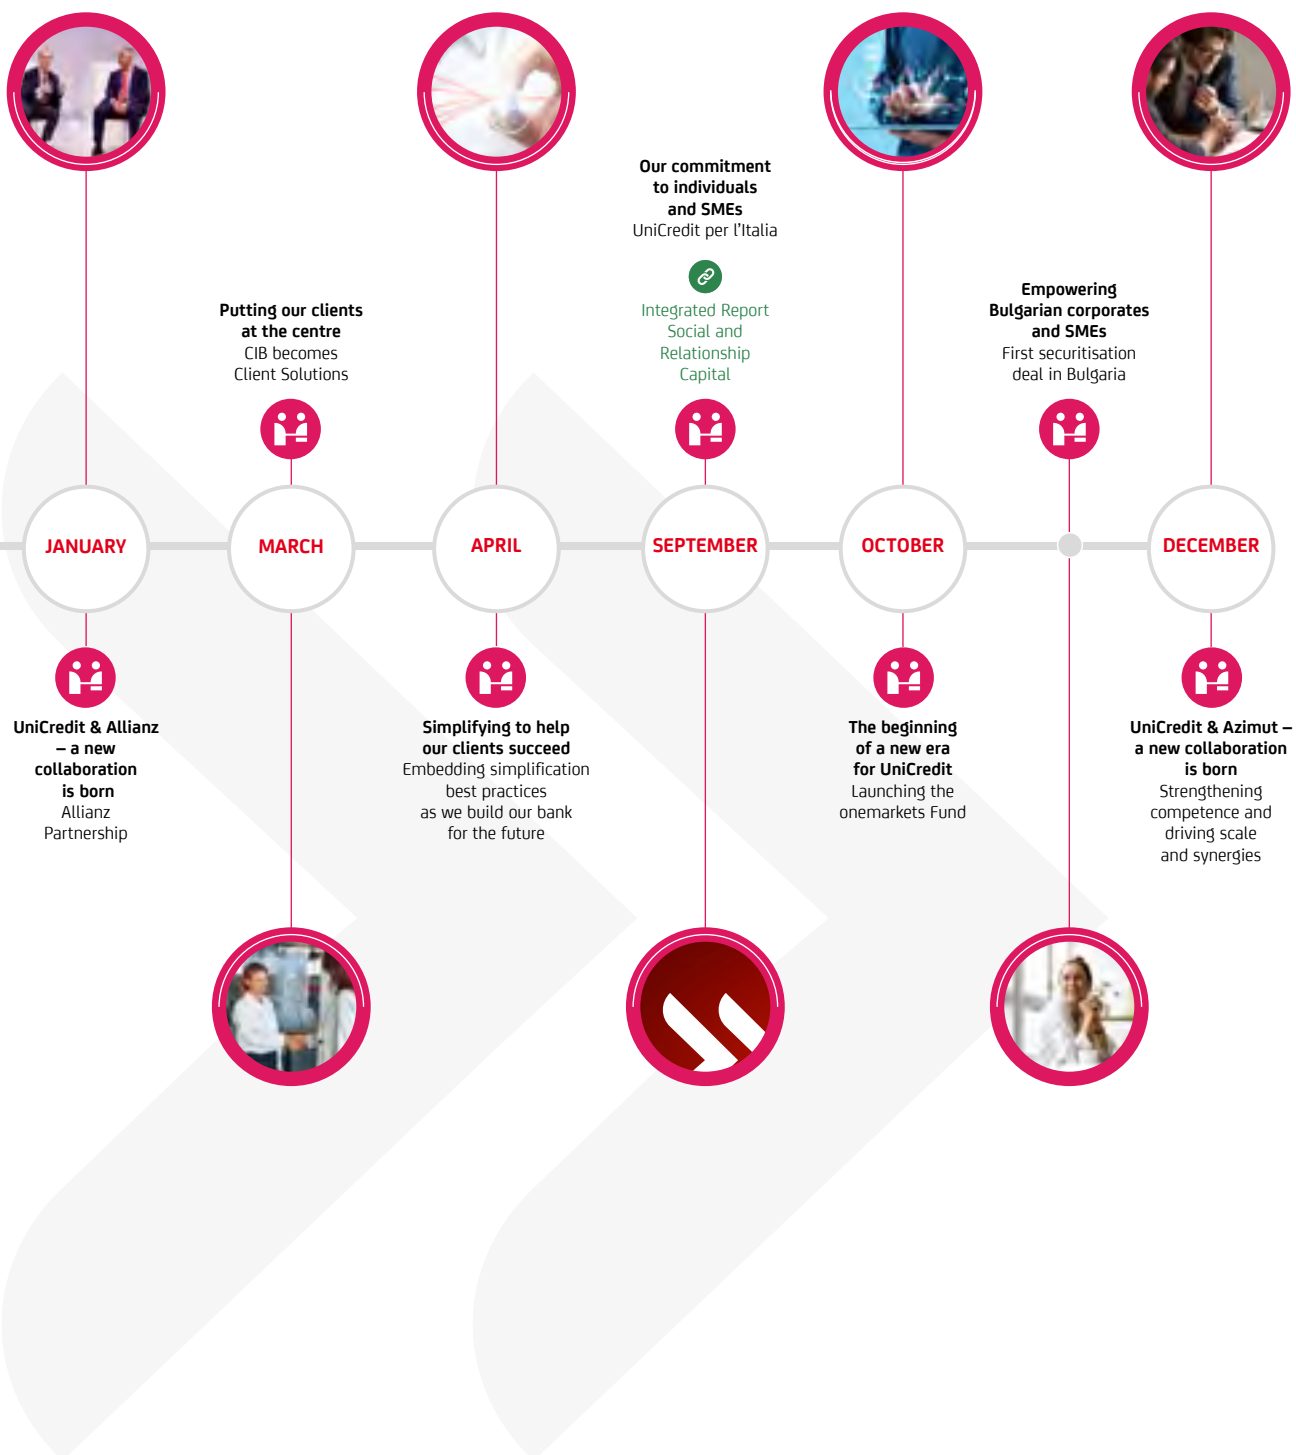 JANUARY
UniCredit & Allianz
– a new
collaboration
is born
Allianz
Partnership
Putting our clients
at the centre
CIB becomes
Client Solutions
MARCH
APRIL
Simplifying to help
our clients succeed
Embedding simplification
best practices
as we build our bank
for the future
Our commitment
to individuals
and SMEs
UniCredit per l'Italia
Integrated Report
Social and
Relationship
Capital
SEPTEMBER
OCTOBER
The beginning
of a new era
for UniCredit
Launching the
onemarkets Fund
Empowering
Bulgarian corporates
and SMEs
First securitisation
deal in Bulgaria
DECEMBER
UniCredit & Azimut –
a new collaboration
is born
Strengthening
competence and
driving scale
and synergies